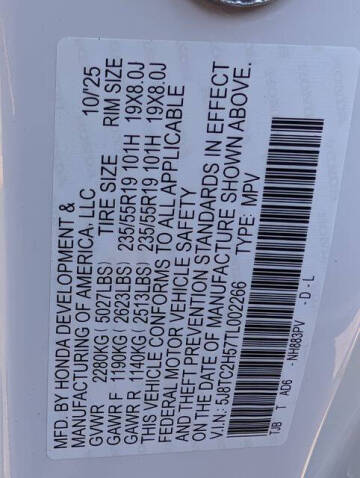 MFD. BY HONDA DEVELOPMENT &
MANUFACTURING OF AMERICA, LLC 10/'25
GVWR 2280KG ( 5027LBS) TIRE SIZE RIM SIZE
GAWR F 1190KG ( 2623LBS) 235/55R19 101H 19X8.0J
GAWR R 1140KG ( 2513LBS) 235/55R19 101H 19X8.0J
THIS VEHICLE CONFORMS TO ALL APPLICABLE
FEDERAL MOTOR VEHICLE SAFETY
AND THEFT PREVENTION STANDARDS IN EFFECT
ON THE DATE OF MANUFACTURE SHOWN ABOVE.
V.I.N.: 5J8TC2H57TL002266 TYPE: MPV
TJB T AD6 -NH883PV -D-L